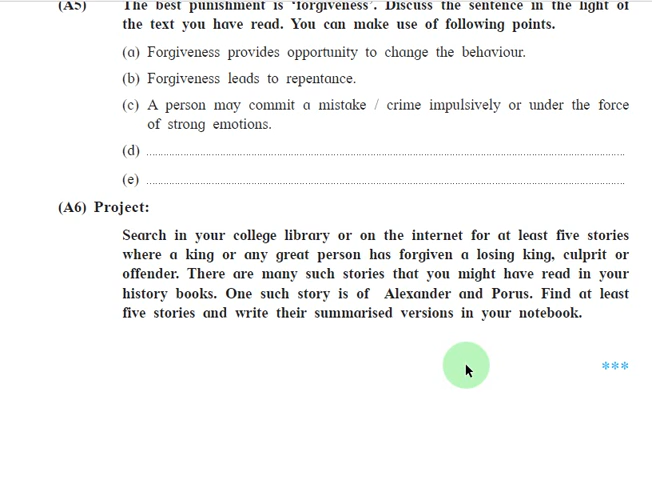 (A5) The best punishment is 'forgiveness'. Discuss the sentence in the light of
the text you have read. You can make use of following points.
(a) Forgiveness provides opportunity to change the behaviour.
(b) Forgiveness leads to repentance.
(c) A person may commit a mistake / crime impulsively or under the force
of strong emotions.
(d) ........................................................................
(e) ........................................................................
(A6) Project:
Search in your college library or on the internet for at least five stories
where a king or any great person has forgiven a losing king, culprit or
offender. There are many such stories that you might have read in your
history books. One such story is of Alexander and Porus. Find at least
five stories and write their summarised versions in your notebook.
***